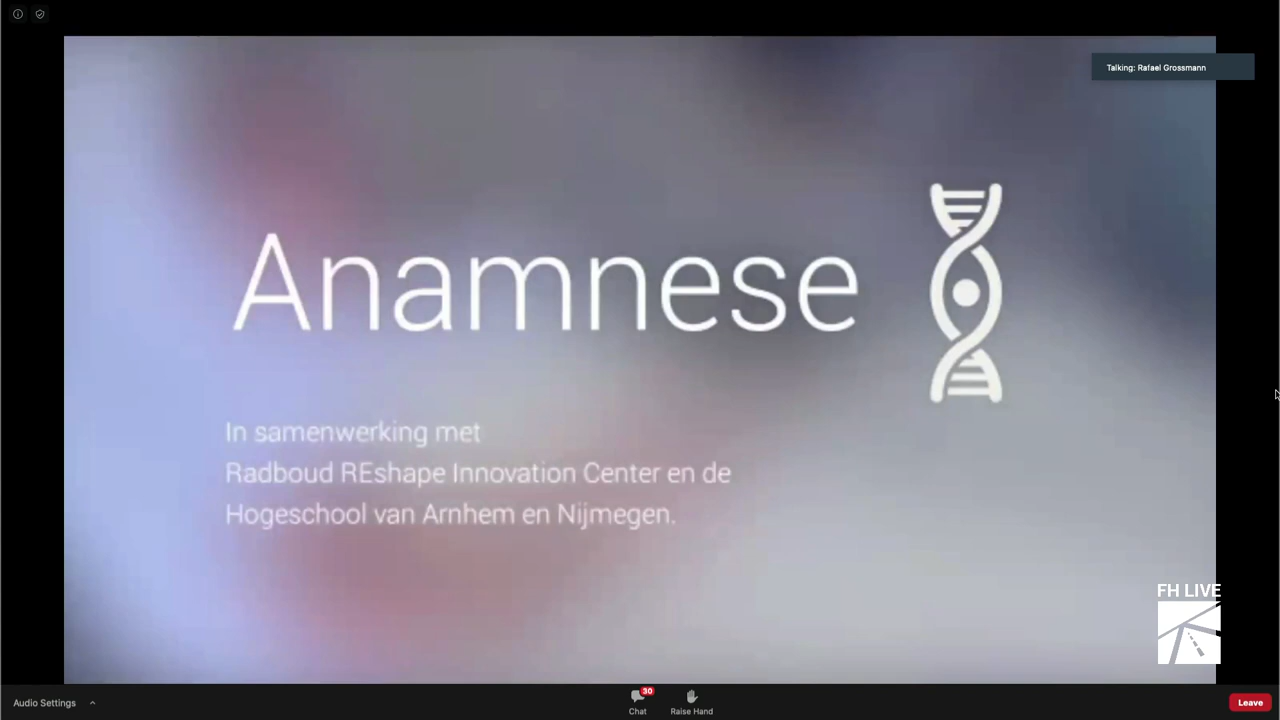 Talking: Rafael Grossmann
Anamnese
In samenwerking met
Radboud REshape Innovation Center en de
Hogeschool van Arnhem en Nijmegen.
FH LIVE
Audio Settings
30
Chat
Raise Hand
Leave